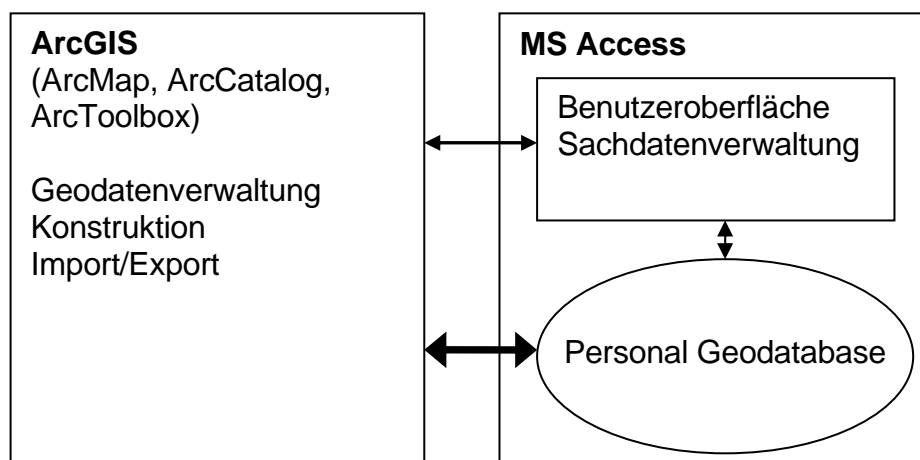 ArcGIS
(ArcMap, ArcCatalog,
ArcToolbox)
Geodatenverwaltung
Konstruktion
Import/Export
MS Access
Benutzeroberfläche
Sachdatenverwaltung
Personal Geodatabase